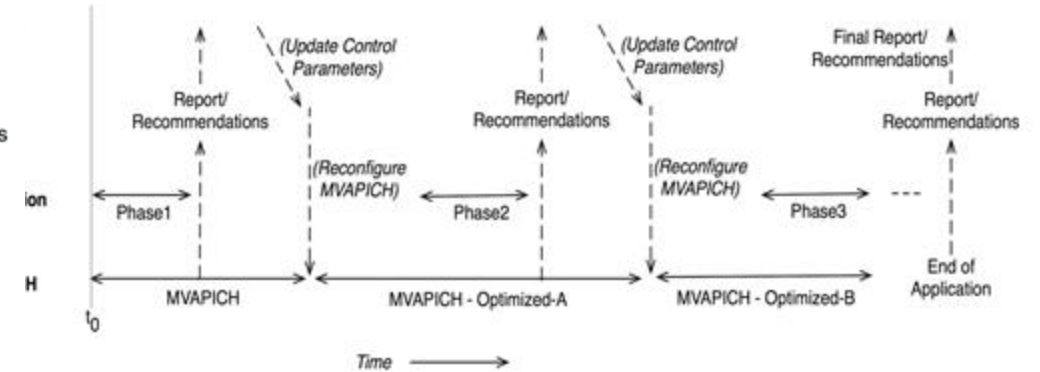 (Update Control
Parameters)
(Update Control
Parameters)
Final Report/
Recommendations
Report/
Recommendations
Report/
Recommendations
Report/
Recommendations
s
(Reconfigure
MVAPICH)
(Reconfigure
MVAPICH)
ion
Phase1
Phase2
Phase3
H
MVAPICH
MVAPICH - Optimized-A
MVAPICH - Optimized-B
End of
Application
t0
Time